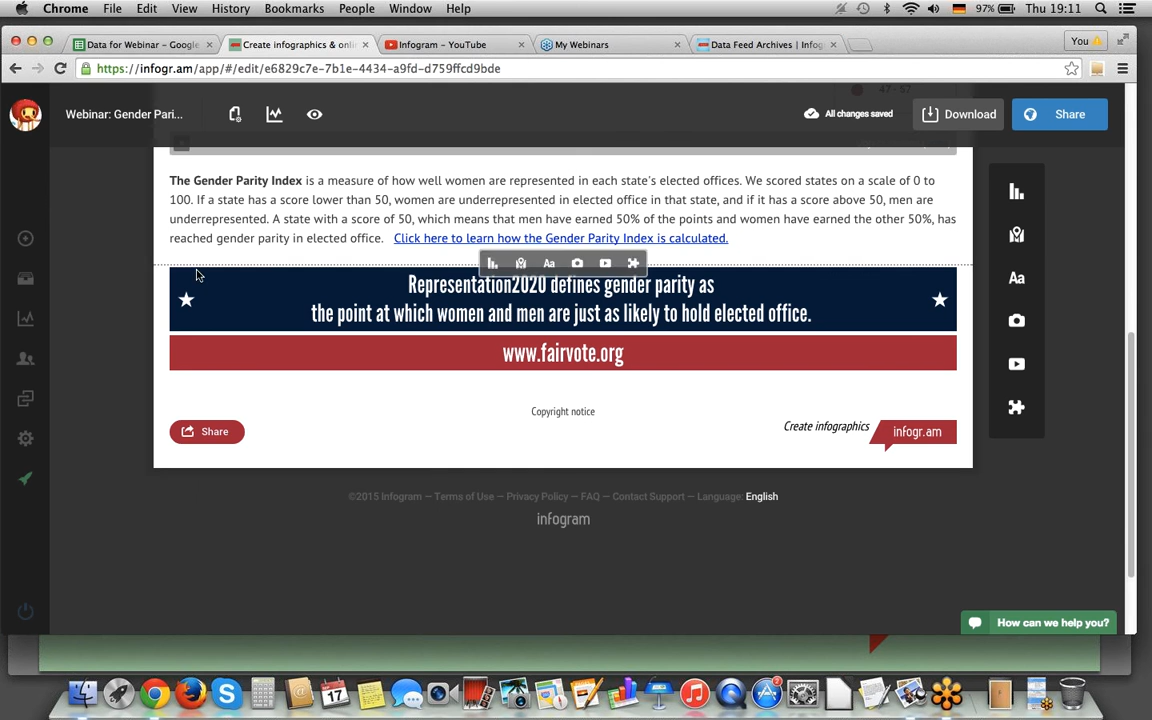 Chrome File Edit View History Bookmarks People Window Help 97% Thu 19:11
Data for Webinar - Google
Create infographics & onli
Infogram - YouTube
My Webinars
Data Feed Archives | Infog
You
https://infogr.am/app/#/edit/e6829c7e-7b1e-4434-a9fd-d759ffcd9bde
Webinar: Gender Pari...
All changes saved
Download
Share
47 - 57
The Gender Parity Index is a measure of how well women are represented in each state's elected offices. We scored states on a scale of 0 to
100. If a state has a score lower than 50, women are underrepresented in elected office in that state, and if it has a score above 50, men are
underrepresented. A state with a score of 50, which means that men have earned 50% of the points and women have earned the other 50%, has
reached gender parity in elected office. Click here to learn how the Gender Parity Index is calculated.
Aa
Aa
Representation2020 defines gender parity as
the point at which women and men are just as likely to hold elected office.
www.fairvote.org
Copyright notice
Share
Create infographics
infogr.am
©2015 Infogram — Terms of Use — Privacy Policy — FAQ — Contact Support — Language: English
infogram
How can we help you?
17
2